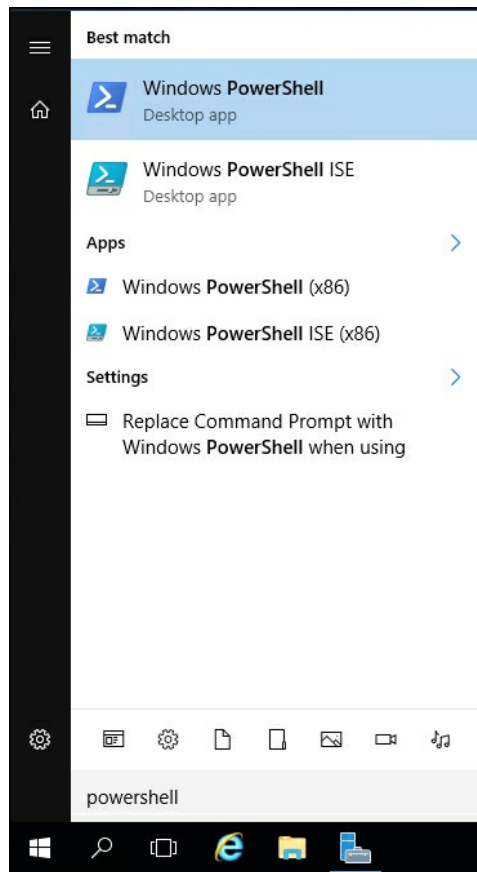 Best match
Windows PowerShell
Desktop app
Windows PowerShell ISE
Desktop app
Apps
Windows PowerShell (x86)
Windows PowerShell ISE (x86)
Settings
Replace Command Prompt with
Windows PowerShell when using
powershell